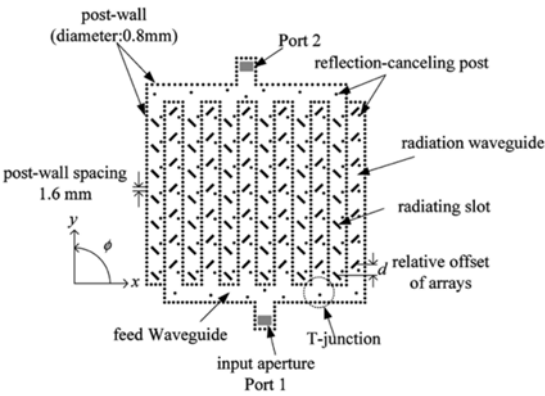 post-wall
(diameter:0.8mm)
Port 2
reflection-canceling post
radiation waveguide
post-wall spacing
1.6 mm
radiating slot
y
ϕ
x
d
relative offset
of arrays
feed Waveguide
T-junction
input aperture
Port 1